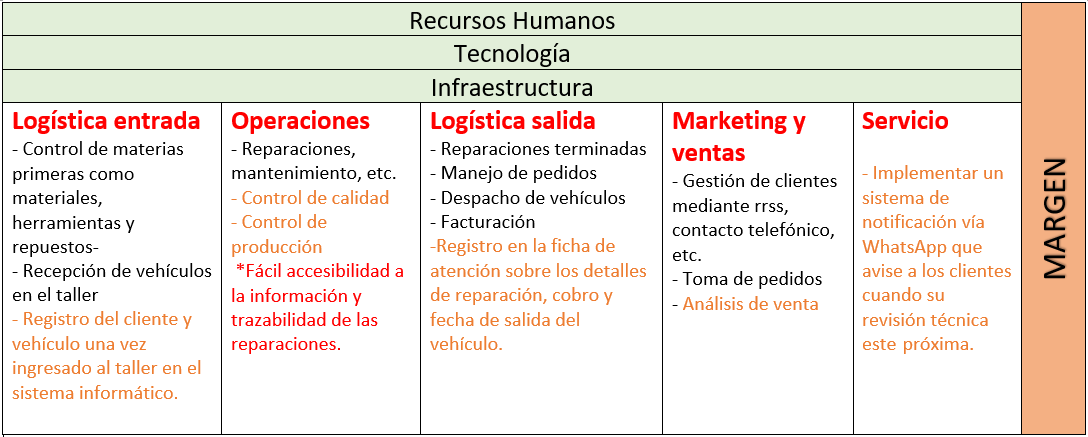 Recursos Humanos
Tecnología
Infraestructura
Logística entrada
- Control de materias
primeras como
materiales,
herramientas y
repuestos-
- Recepción de vehículos
en el taller
- Registro del cliente y
vehículo una vez
ingresado al taller en el
sistema informático.
Operaciones
- Reparaciones,
mantenimiento, etc.
- Control de calidad
- Control de
producción
*Fácil accesibilidad a
la información y
trazabilidad de las
reparaciones.
Logística salida
- Reparaciones terminadas
- Manejo de pedidos
- Despacho de vehículos
- Facturación
-Registro en la ficha de
atención sobre los detalles
de reparación, cobro y
fecha de salida del
vehículo.
Marketing y
ventas
- Gestión de clientes
mediante rrss,
contacto telefónico,
etc.
- Toma de pedidos
- Análisis de venta
Servicio
- Implementar un
sistema de
notificación vía
WhatsApp que
avise a los clientes
cuando su
revisión técnica
este próxima.
MARGEN